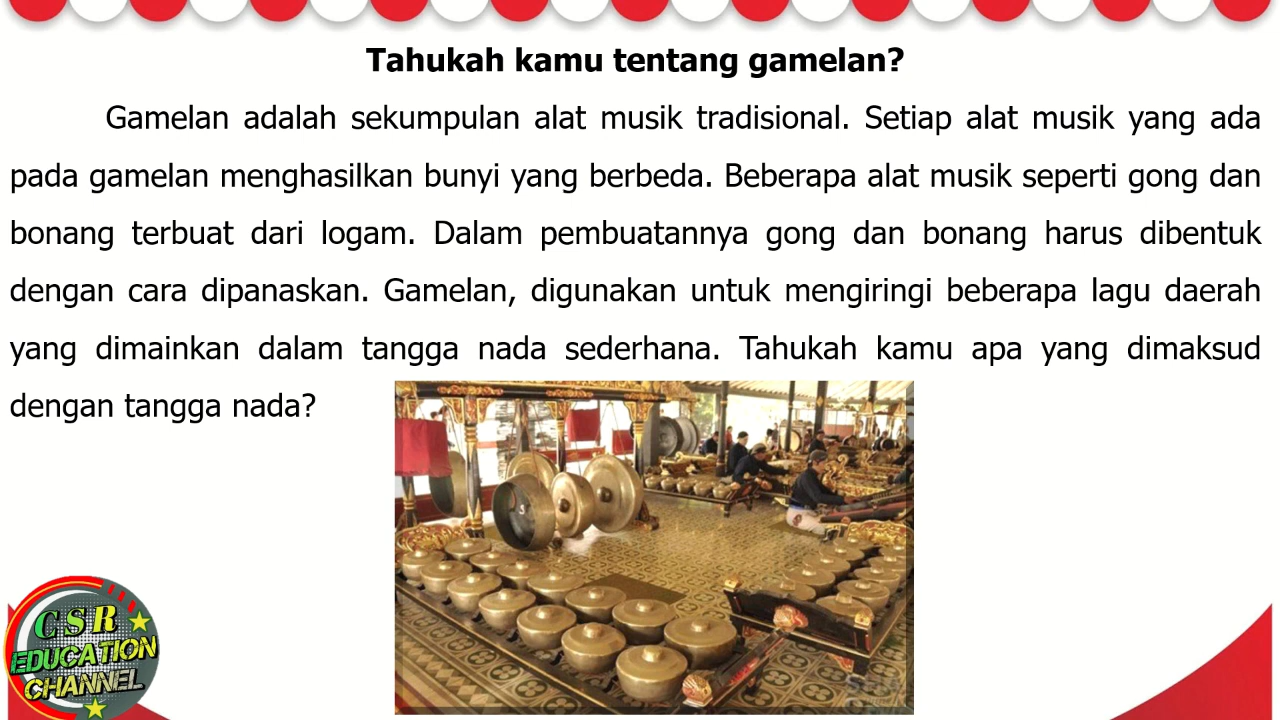 Tahukah kamu tentang gamelan?
Gamelan adalah sekumpulan alat musik tradisional. Setiap alat musik yang ada
pada gamelan menghasilkan bunyi yang berbeda. Beberapa alat musik seperti gong dan
bonang terbuat dari logam. Dalam pembuatannya gong dan bonang harus dibentuk
dengan cara dipanaskan. Gamelan, digunakan untuk mengiringi beberapa lagu daerah
yang dimainkan dalam tangga nada sederhana. Tahukah kamu apa yang dimaksud
dengan tangga nada?
CSR
EDUCATION
CHANNEL